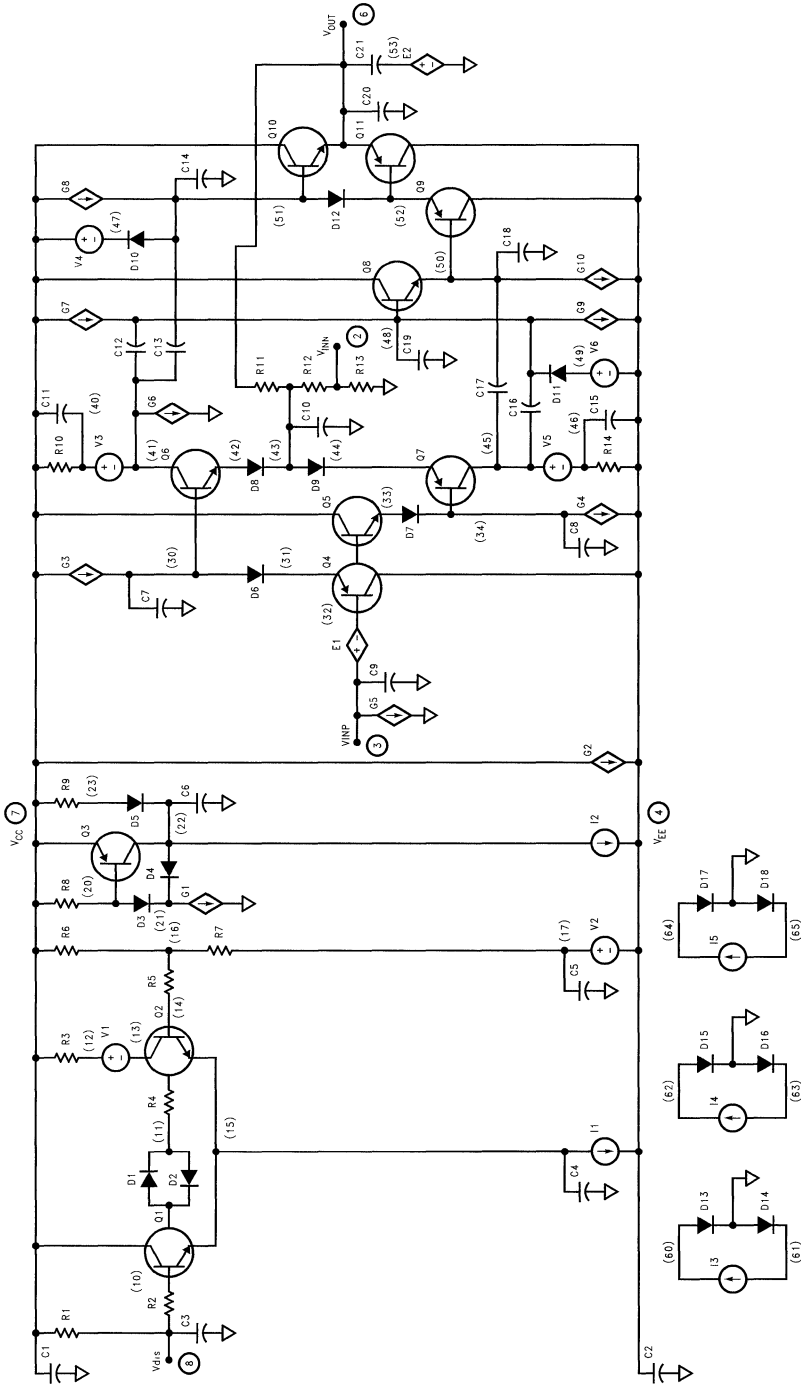 VCC
7
C1
R1
Vdis
8
C3
R2
(10)
Q1
D1
D2
(11)
R4
(15)
R3
(12)
V1
(13)
Q2
(14)
R5
R6
(16)
R7
(17)
C5
V2
C4
I1
C2
R8
(20)
Q3
D3
(21)
D4
G1
R9
(23)
D5
(22)
C6
I2
VEE
4
G2
VINP
3
G5
C9
E1
(32)
G3
C7
(30)
D6
(31)
Q4
Q5
(33)
D7
(34)
C8
G4
R10
C11
(40)
V3
(41)
Q6
G6
(42)
D8
(43)
C10
D9
(44)
Q7
(45)
V5
(46)
C15
R14
C12
C13
R11
R12
R13
VINN
2
G7
V4
(47)
D10
G8
C14
(48)
C19
Q8
C17
C16
D11
(49)
V6
G9
G10
C18
(50)
Q9
(51)
D12
(52)
Q10
Q11
C20
C21
(53)
E2
VOUT
6
(60)
I3
D13
D14
(61)
(62)
I4
D15
D16
(63)
(64)
I5
D17
D18
(65)